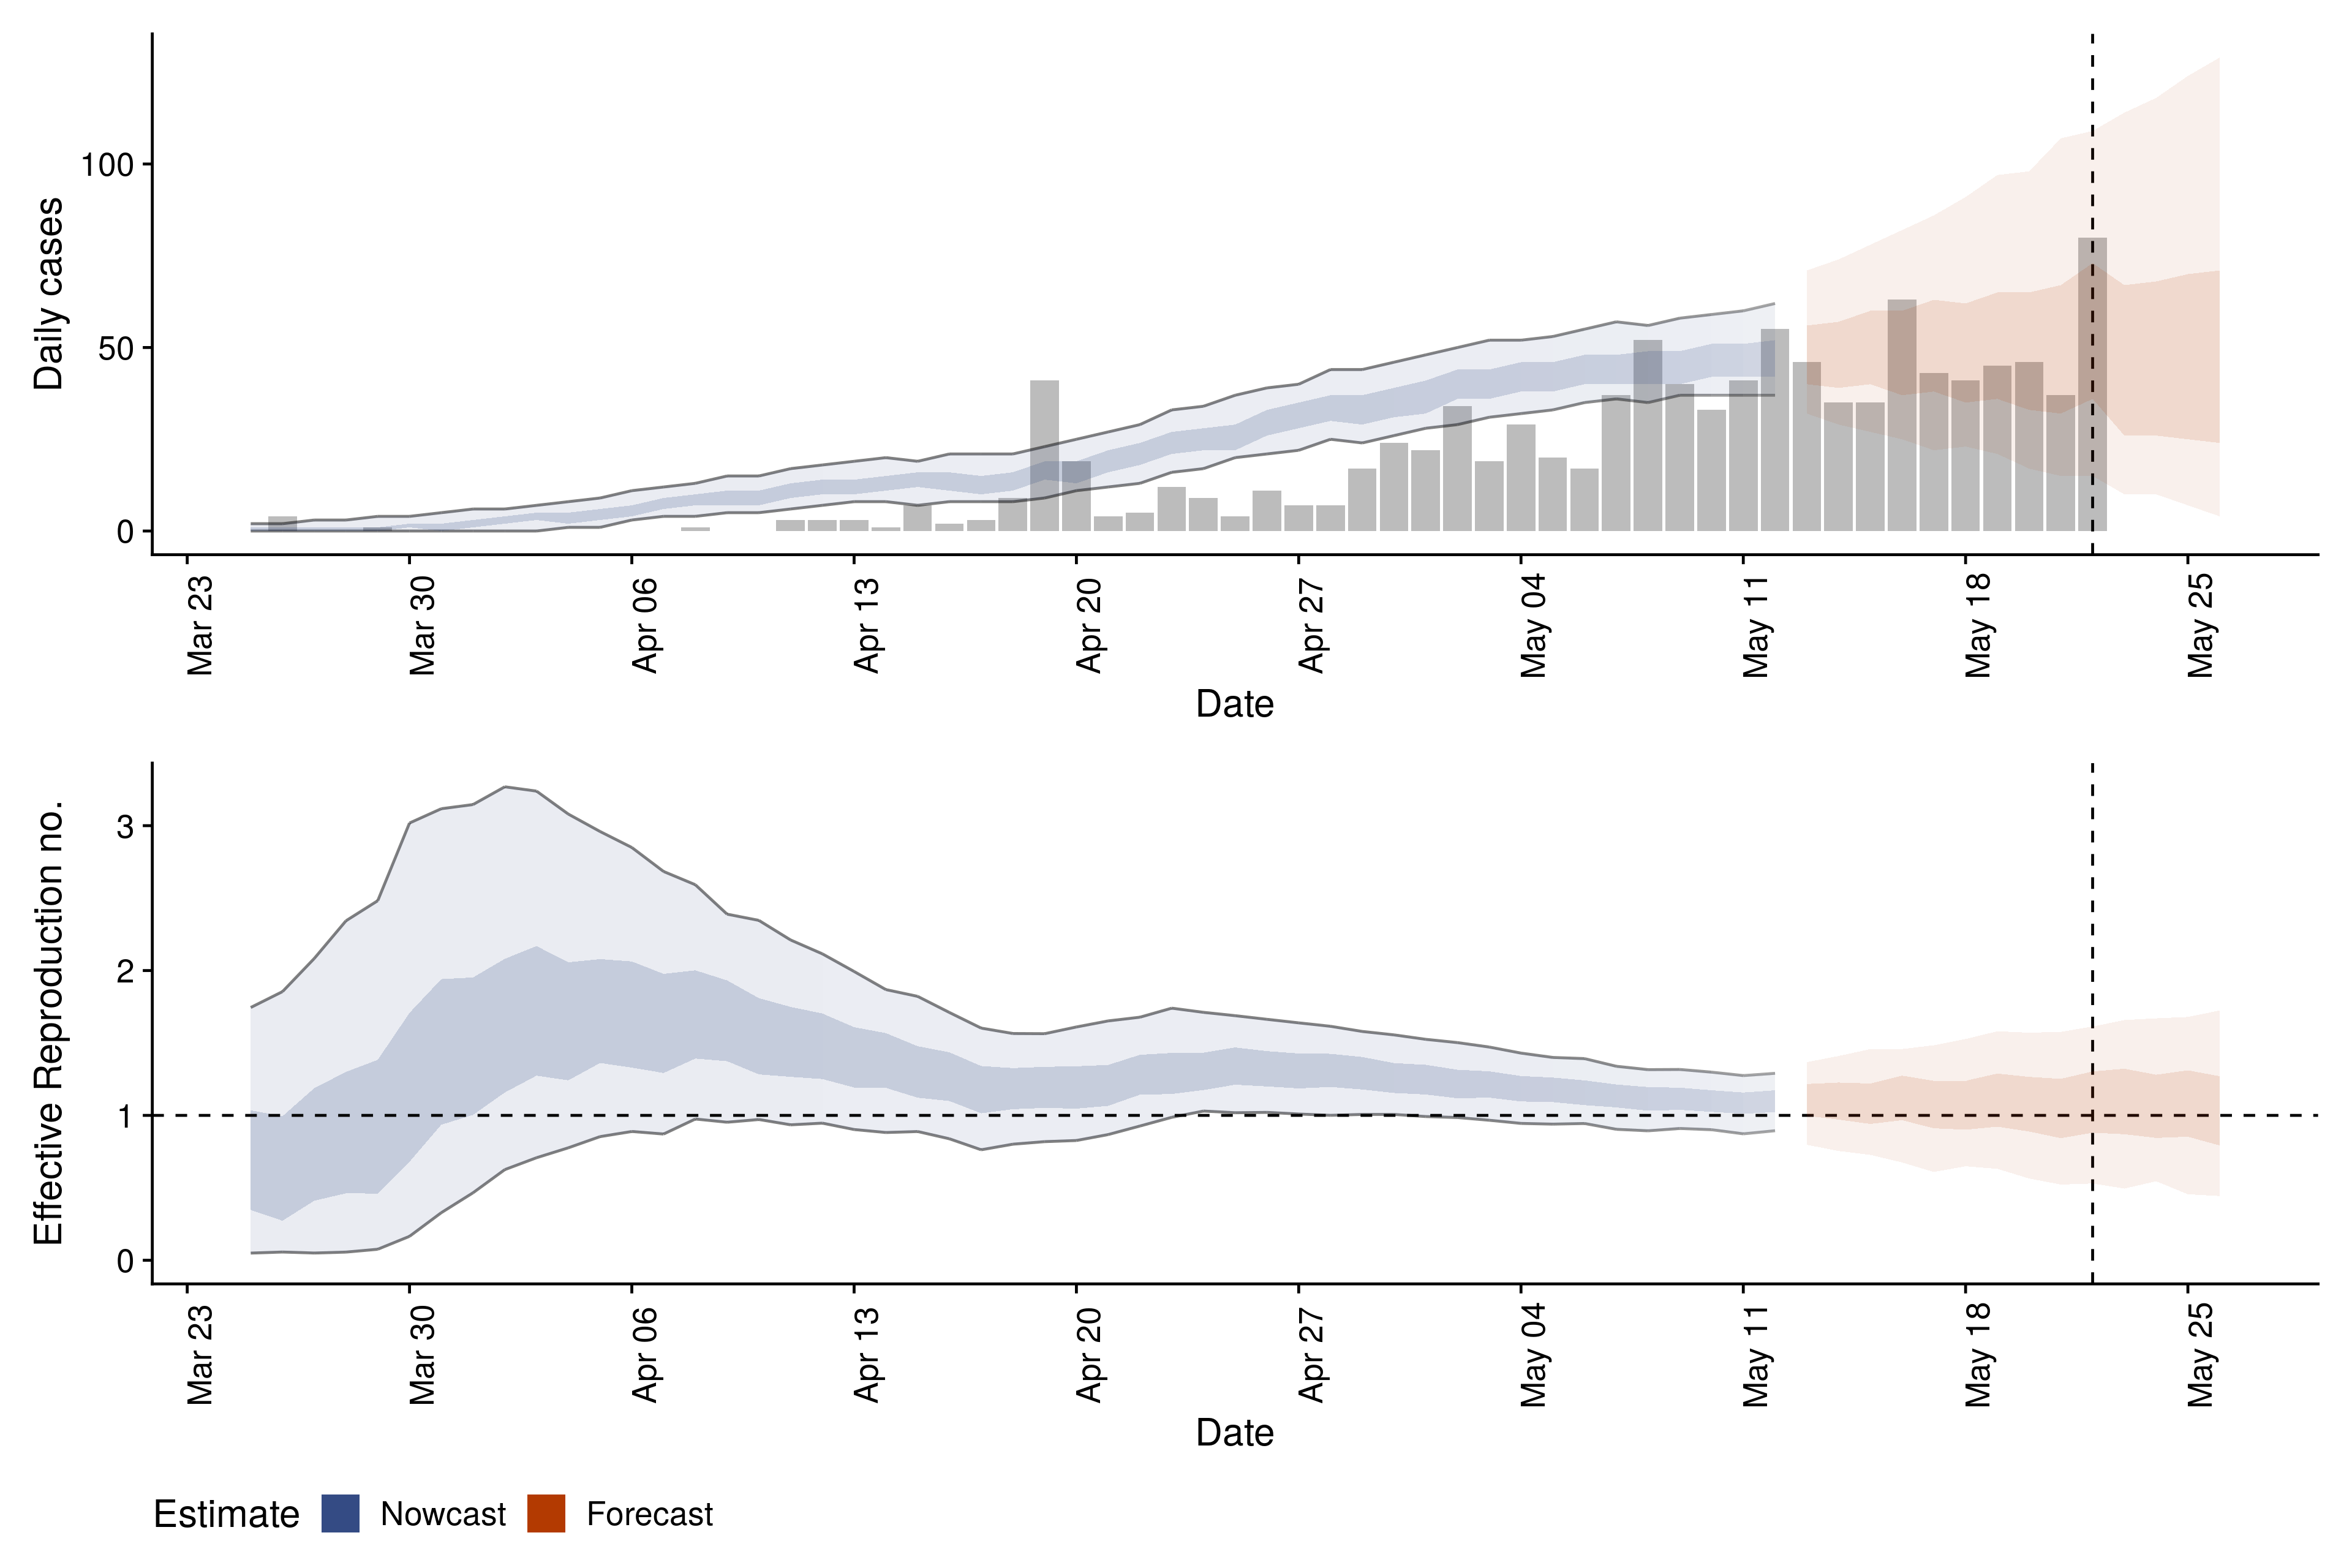 Daily cases
100
50
0
Mar 23
Mar 30
Apr 06
Apr 13
Apr 20
Apr 27
May 04
May 11
May 18
May 25
Date
Effective Reproduction no.
3
2
1
0
Mar 23
Mar 30
Apr 06
Apr 13
Apr 20
Apr 27
May 04
May 11
May 18
May 25
Date
Estimate Nowcast Forecast